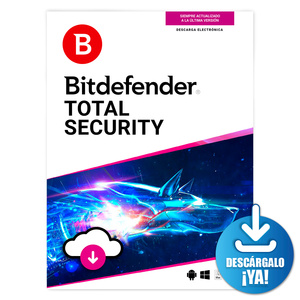 SIEMPRE ACTUALIZADO
A LA ÚLTIMA VERSIÓN
DESCARGA ELECTRÓNICA
B
Bitdefender®
TOTAL
SECURITY
DESCÁRGALO
¡YA!